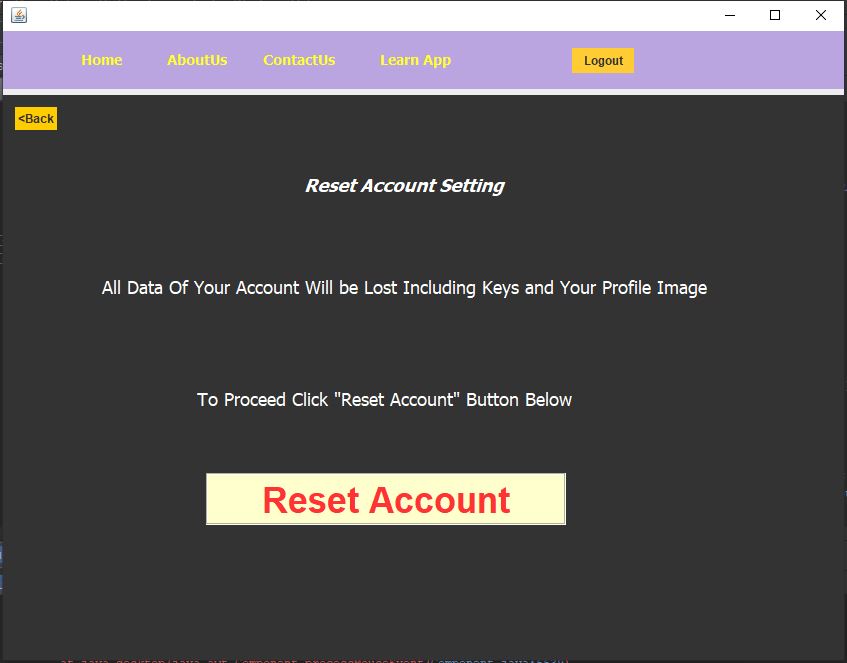 Home AboutUs ContactUs Learn App Logout
<Back
Reset Account Setting
All Data Of Your Account Will be Lost Including Keys and Your Profile Image
To Proceed Click "Reset Account" Button Below
Reset Account